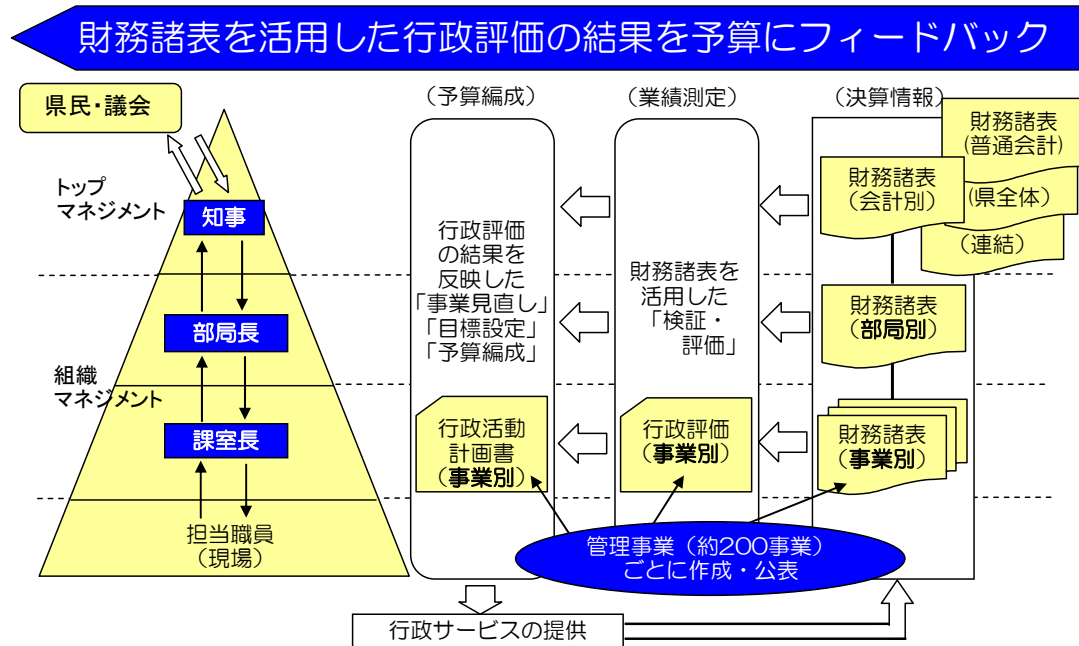 財務諸表を活用した行政評価の結果を予算にフィードバック
県民・議会
トップ
マネジメント
知事
部局長
組織
マネジメント
課室長
担当職員
（現場）
（予算編成）
行政評価
の結果を
反映した
「事業見直し」
「目標設定」
「予算編成」
行政活動
計画書
（事業別）
（業績測定）
財務諸表を
活用した
「検証・
評価」
行政評価
（事業別）
（決算情報）
財務諸表
(普通会計)
（県全体）
（連結）
財務諸表
（会計別）
財務諸表
（部局別）
財務諸表
（事業別）
管理事業（約200事業）
ごとに作成・公表
行政サービスの提供